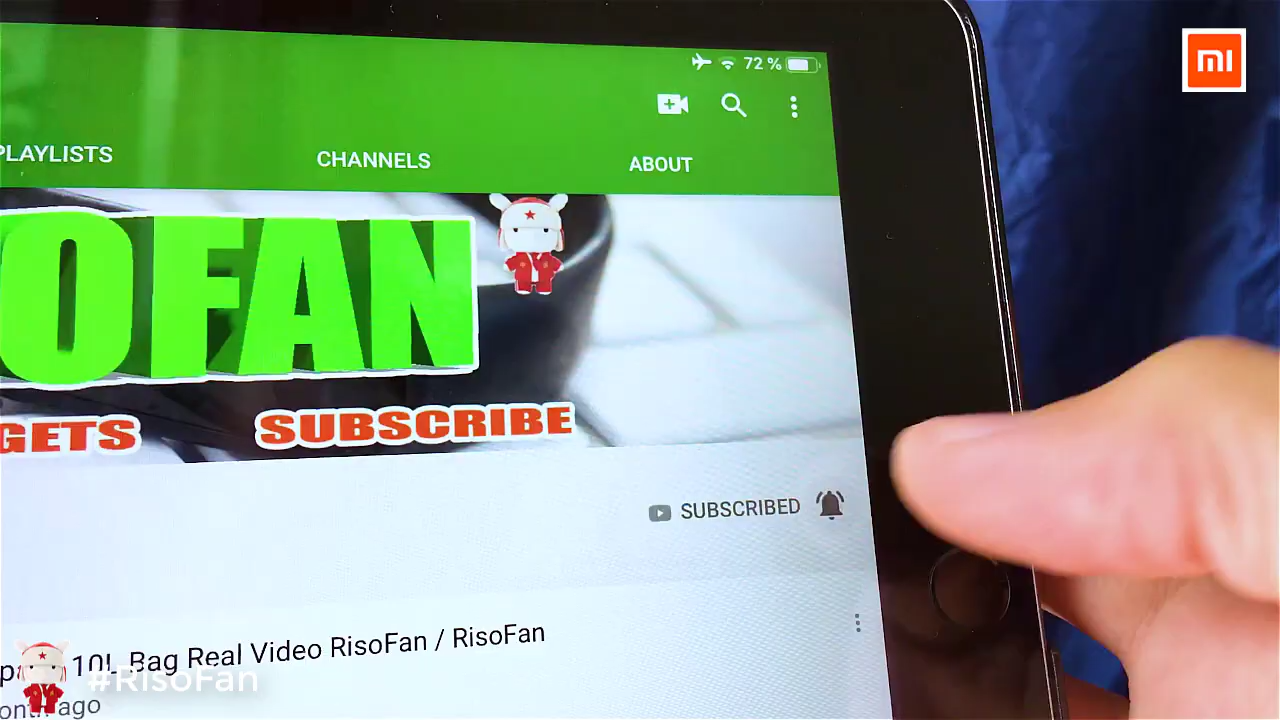 72 %
mi
PLAYLISTS
CHANNELS
ABOUT
OFAN
GETS
SUBSCRIBE
SUBSCRIBED
10L Bag Real Video RisoFan / RisoFan
#RisoFan
ago